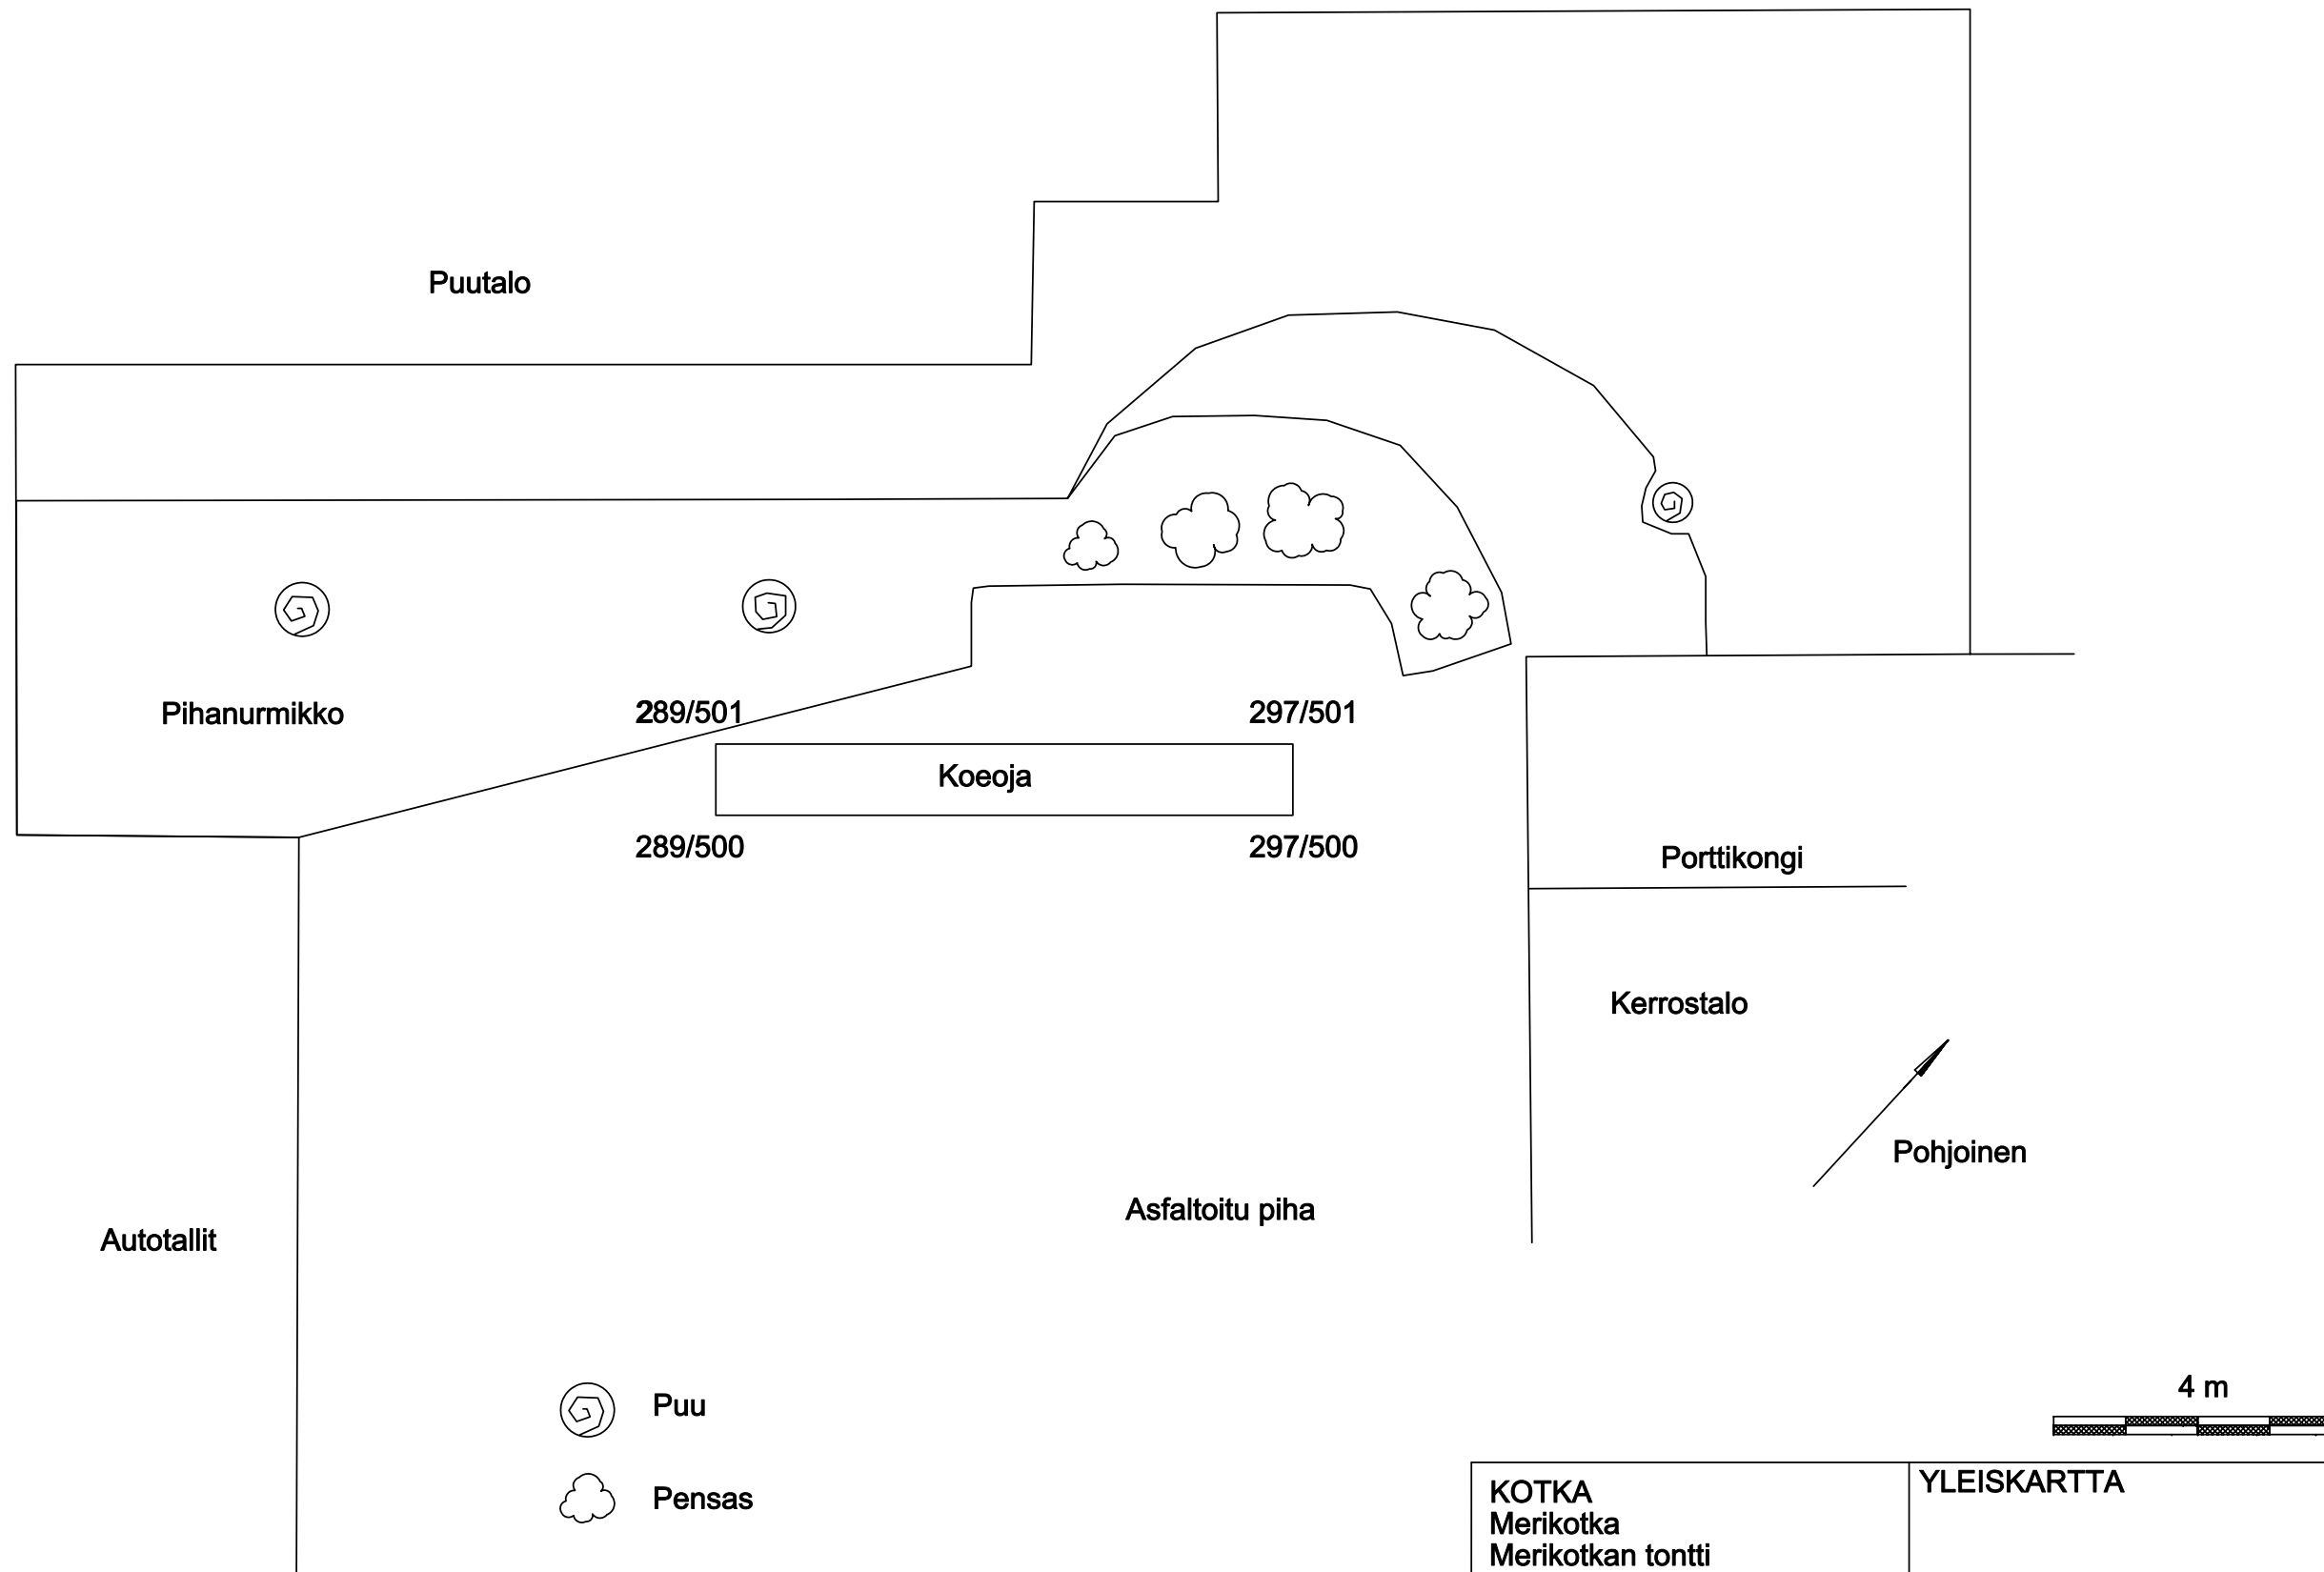 Puutalo
Pihanurmikko
289/501
297/501
Koeoja
289/500
297/500
Porttikongi
Kerrostalo
Pohjoinen
Asfaltoitu piha
Autotallit
Puu
Pensas
4 m
KOTKA
Merikotka
Merikotkan tontti
YLEISKARTTA